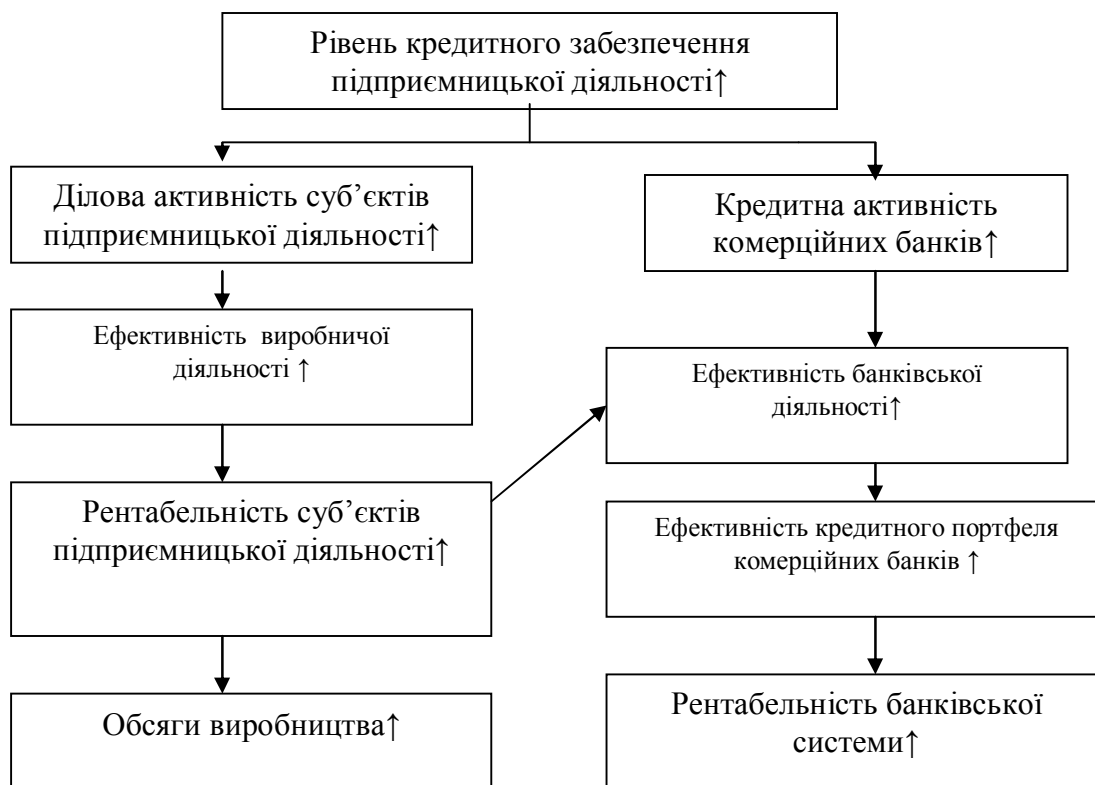 Рівень кредитного забезпечення
підприємницької діяльності↑
Ділова активність суб’єктів
підприємницької діяльності↑
Кредитна активність
комерційних банків↑
Ефективність виробничої
діяльності ↑
Ефективність банківської
діяльності↑
Рентабельність суб’єктів
підприємницької діяльності↑
Ефективність кредитного портфеля
комерційних банків ↑
Обсяги виробництва↑
Рентабельність банківської
системи↑